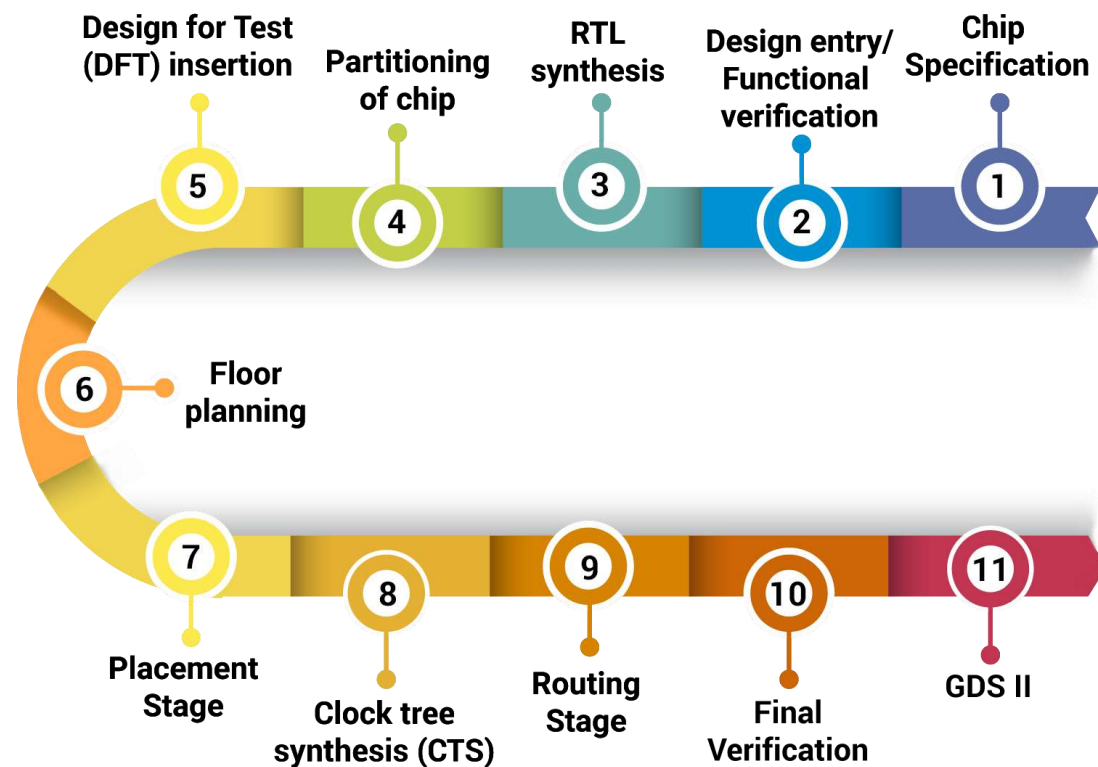 Chip
Specification
1
Design entry/
Functional
verification
2
RTL
synthesis
3
Partitioning
of chip
4
Design for Test
(DFT) insertion
5
6
Floor
planning
7
Placement
Stage
8
Clock tree
synthesis (CTS)
9
Routing
Stage
10
Final
Verification
11
GDS II